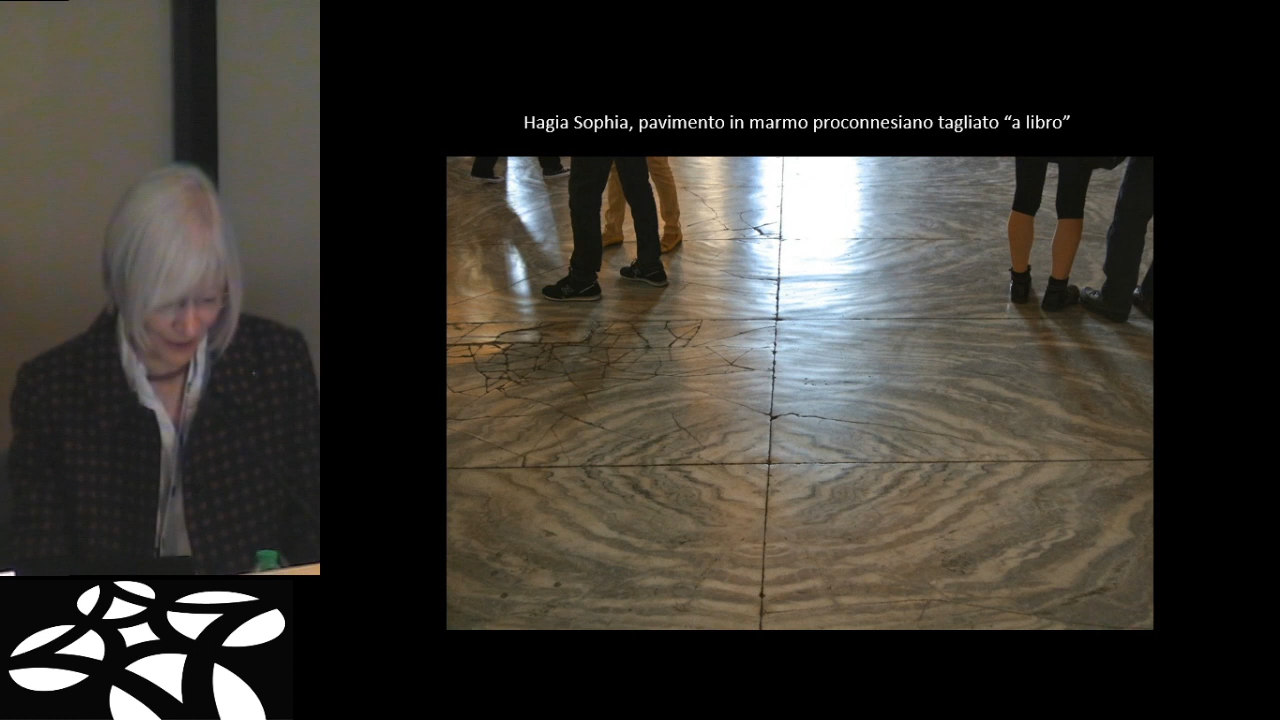 Hagia Sophia, pavimento in marmo proconnesiano tagliato “a libro”